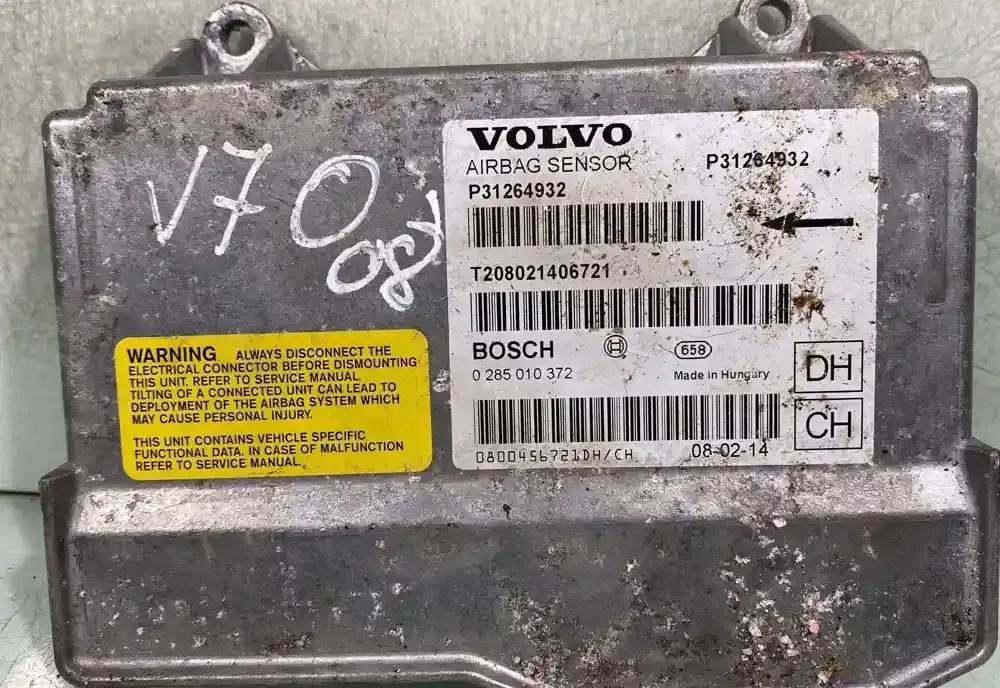 VOLVO
AIRBAG SENSOR P31264932
P31264932
T208021406721
BOSCH 658
0 285 010 372 Made in Hungary
DH
CH
0800456721DH/CH 08-02-14
V70
08
WARNING ALWAYS DISCONNECT THE
ELECTRICAL CONNECTOR BEFORE DISMOUNTING
THIS UNIT. REFER TO SERVICE MANUAL.
TILTING OF A CONNECTED UNIT CAN LEAD TO
DEPLOYMENT OF THE AIRBAG SYSTEM WHICH
MAY CAUSE PERSONAL INJURY.
THIS UNIT CONTAINS VEHICLE SPECIFIC
FUNCTIONAL DATA. IN CASE OF MALFUNCTION
REFER TO SERVICE MANUAL.